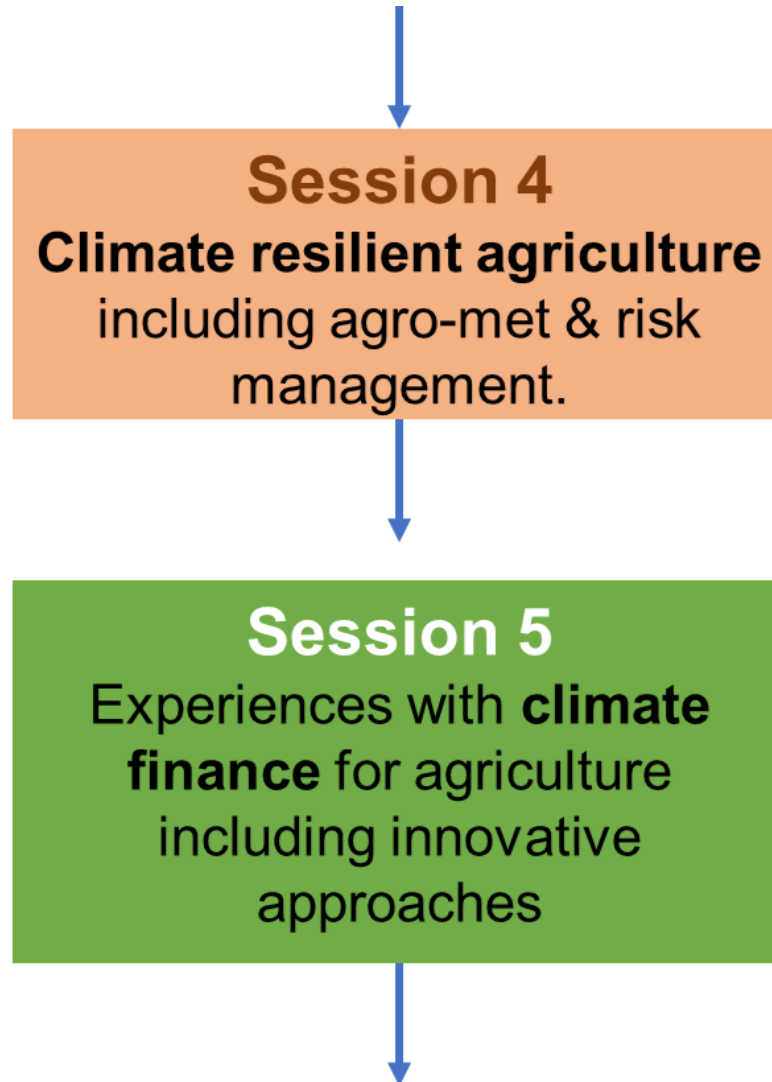 Session 4
Climate resilient agriculture
including agro-met & risk
management.
Session 5
Experiences with climate
finance for agriculture
including innovative
approaches